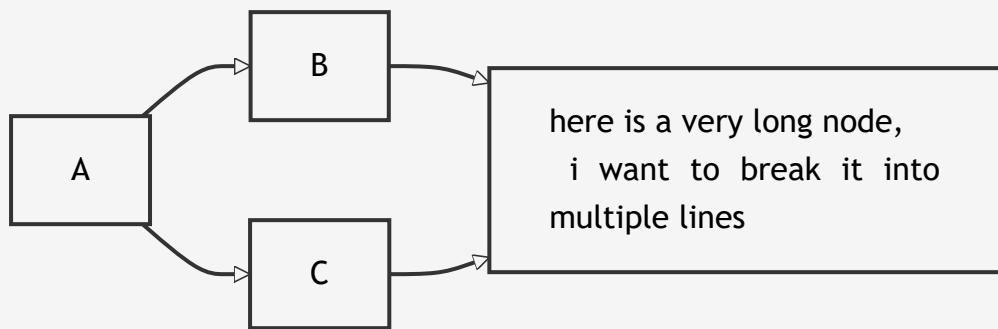 B
A
here is a very long node,
i want to break it into
multiple lines
C